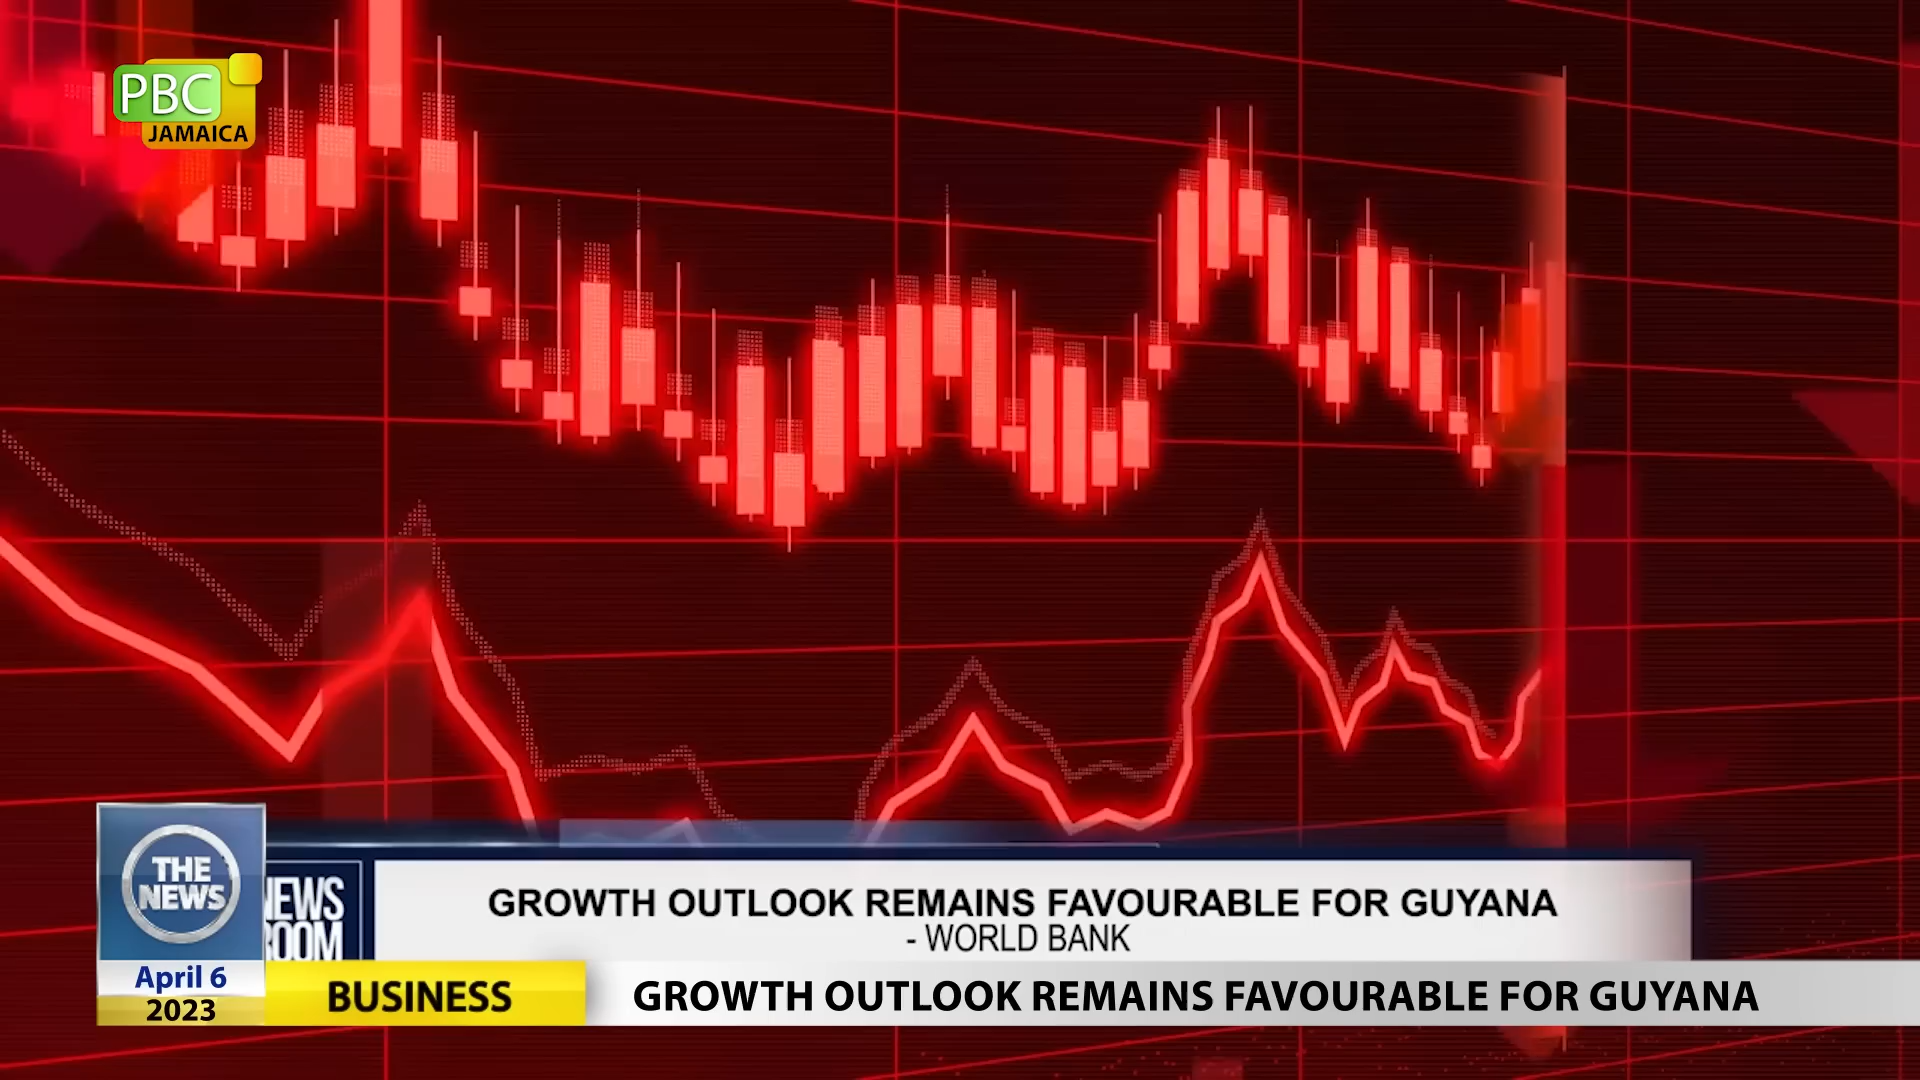 PBC
JAMAICA
THE
NEWS
NEWS
ROOM
GROWTH OUTLOOK REMAINS FAVOURABLE FOR GUYANA
- WORLD BANK
April 6
2023
BUSINESS
GROWTH OUTLOOK REMAINS FAVOURABLE FOR GUYANA